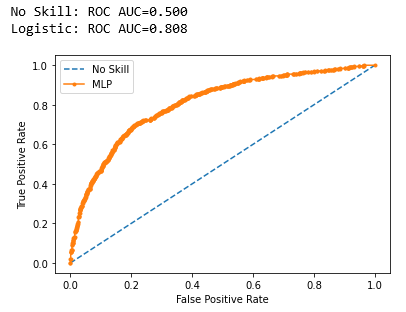 No Skill: ROC AUC=0.500
Logistic: ROC AUC=0.808
No Skill
MLP
True Positive Rate
1.0
0.8
0.6
0.4
0.2
0.0
0.0 0.2 0.4 0.6 0.8 1.0
False Positive Rate